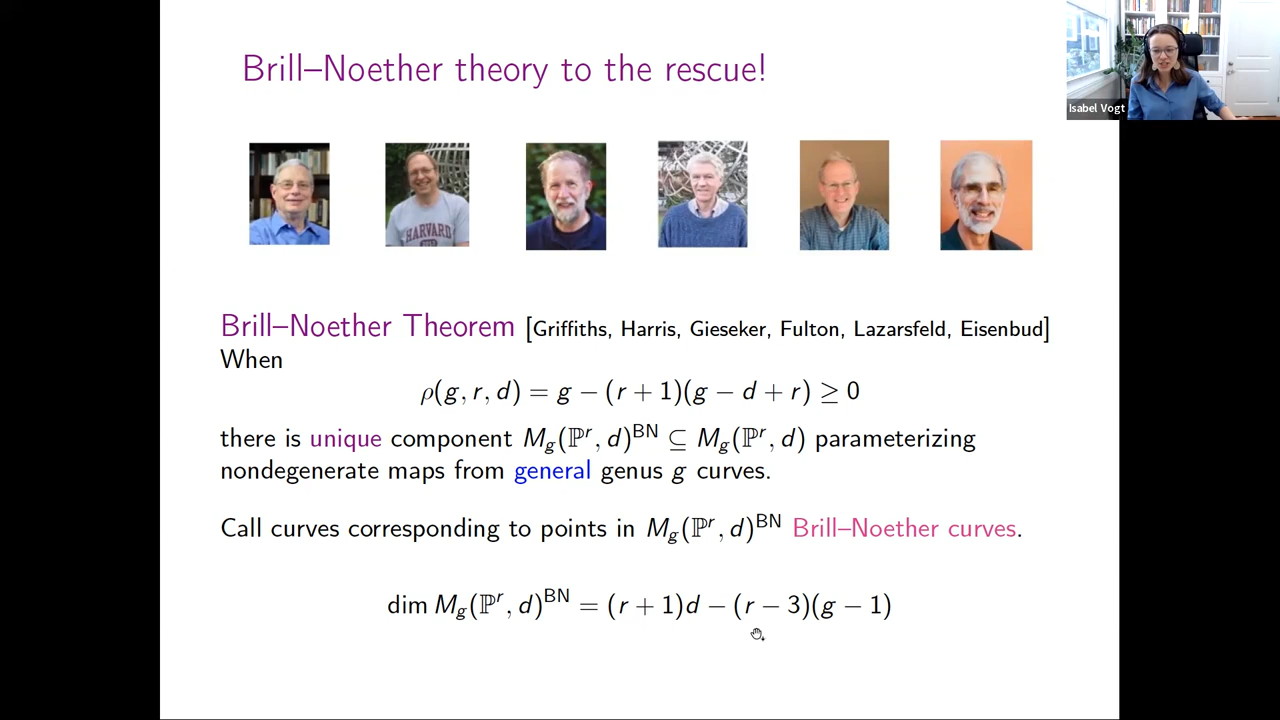 Brill–Noether theory to the rescue!
Isabel Vogt
HARVARD
Brill–Noether Theorem [Griffiths, Harris, Gieseker, Fulton, Lazarsfeld, Eisenbud]
When
ρ(g, r, d) = g − (r + 1)(g − d + r) ≥ 0
there is unique component M_g(ℙ^r, d)^BN ⊆ M_g(ℙ^r, d) parameterizing
nondegenerate maps from general genus g curves.
Call curves corresponding to points in M_g(ℙ^r, d)^BN Brill–Noether curves.
dim M_g(ℙ^r, d)^BN = (r + 1)d − (r − 3)(g − 1)